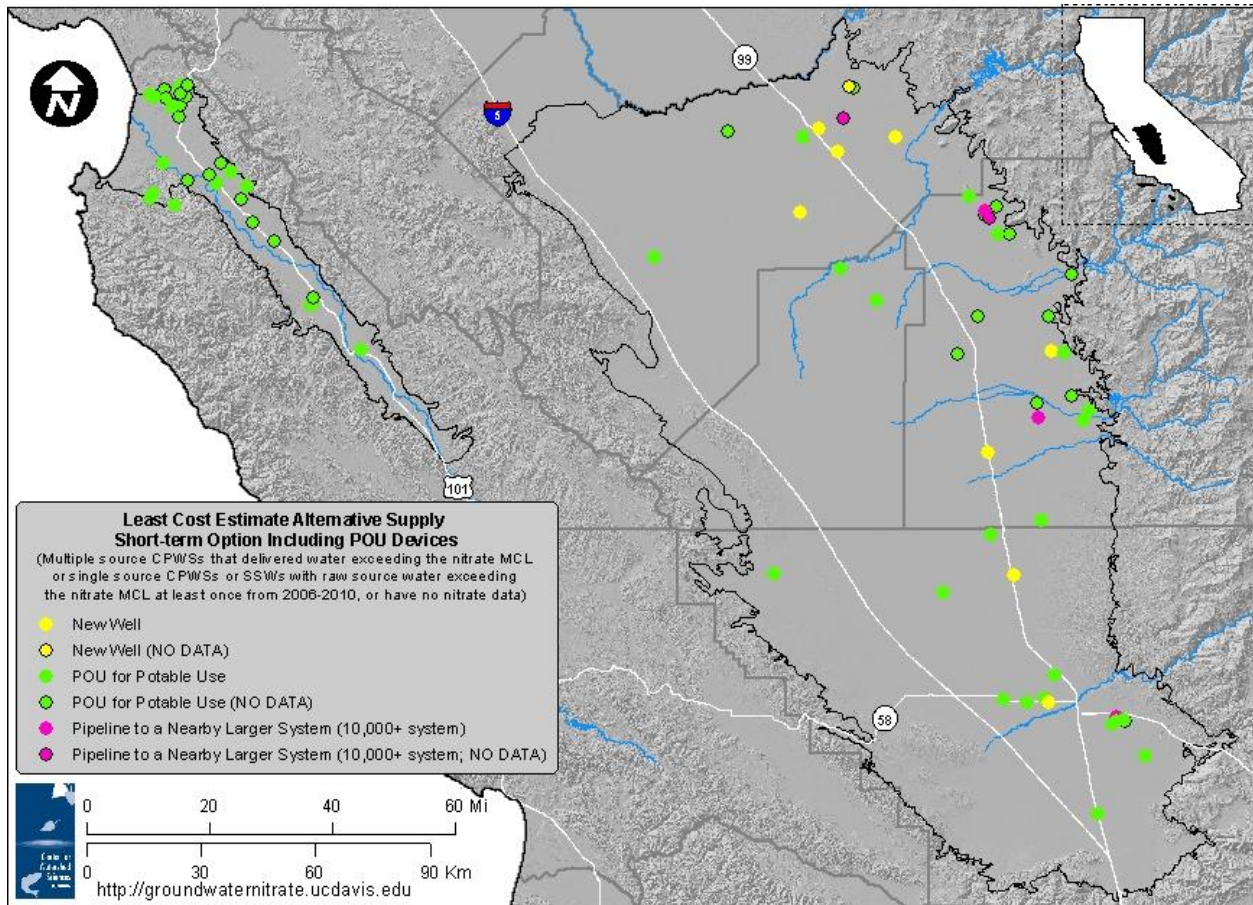 N
5
99
58
101
Least Cost Estimate Alternative Supply
Short-term Option Including POU Devices
(Multiple source CPWSs that delivered water exceeding the nitrate MCL
or single source CPWSs or SSWs with raw source water exceeding
the nitrate MCL at least once from 2006-2010, or have no nitrate data)
New Well
New Well (NO DATA)
POU for Potable Use
POU for Potable Use (NO DATA)
Pipeline to a Nearby Larger System (10,000+ system)
Pipeline to a Nearby Larger System (10,000+ system; NO DATA)
0 20 40 60 Mi
0 30 60 90 Km
http://groundwaternitrate.ucdavis.edu
Center for
Watershed
Sciences